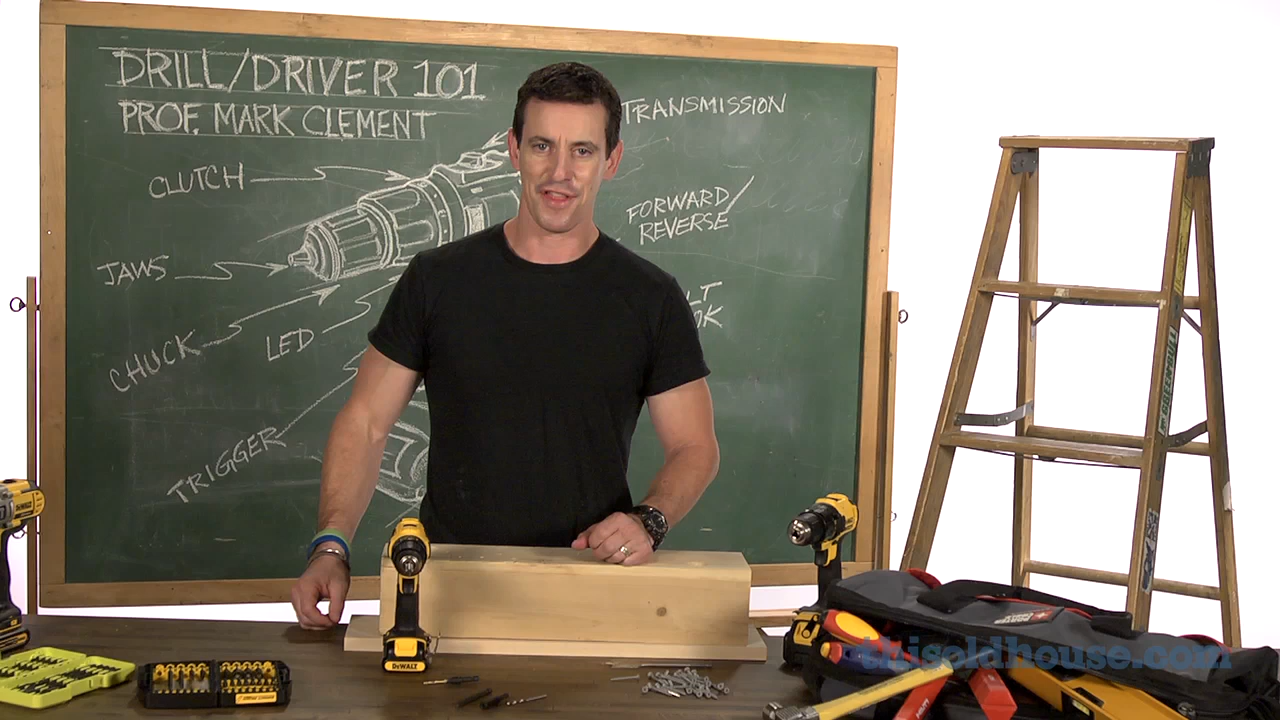 DRILL/DRIVER 101
PROF. MARK CLEMENT
TRANSMISSION
CLUTCH
FORWARD/
REVERSE
JAWS
CHUCK
LED
TRIGGER
DEWALT
thisoldhouse.com